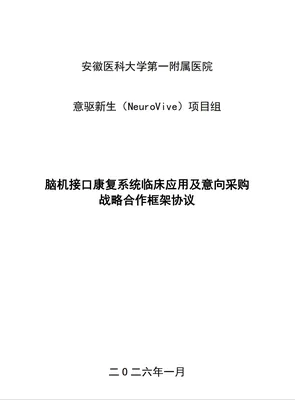 安徽医科大学第一附属医院
意驱新生（NeuroVive）项目组
脑机接口康复系统临床应用及意向采购
战略合作框架协议
二０二六年一月